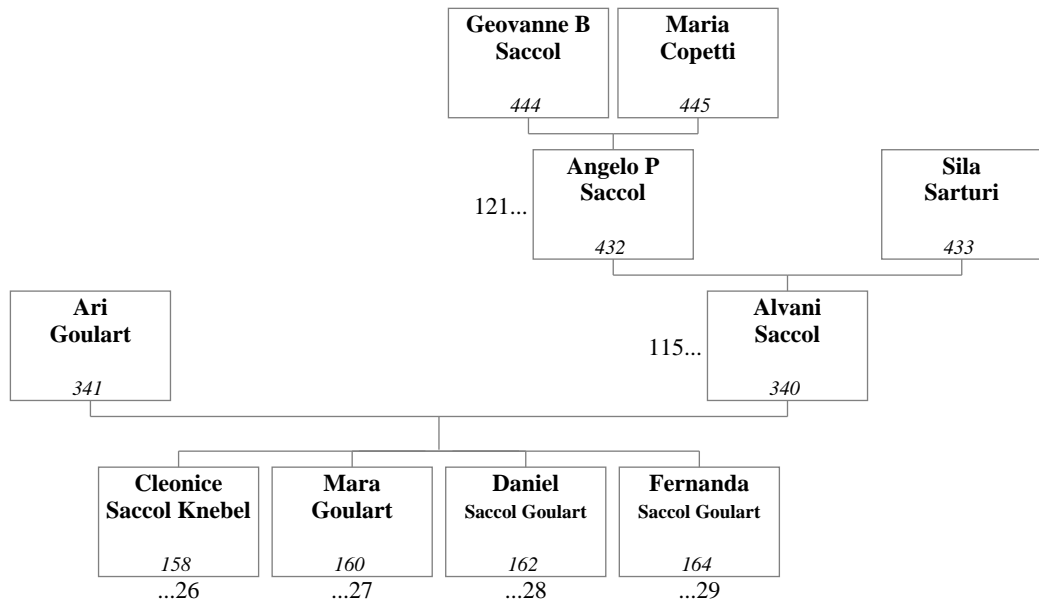 Geovanne B
Saccol
444
Maria
Copetti
445
121...
Angelo P
Saccol
432
Sila
Sarturi
433
Ari
Goulart
341
115...
Alvani
Saccol
340
Cleonice
Saccol Knebel
158
...26
Mara
Goulart
160
...27
Daniel
Saccol Goulart
162
...28
Fernanda
Saccol Goulart
164
...29